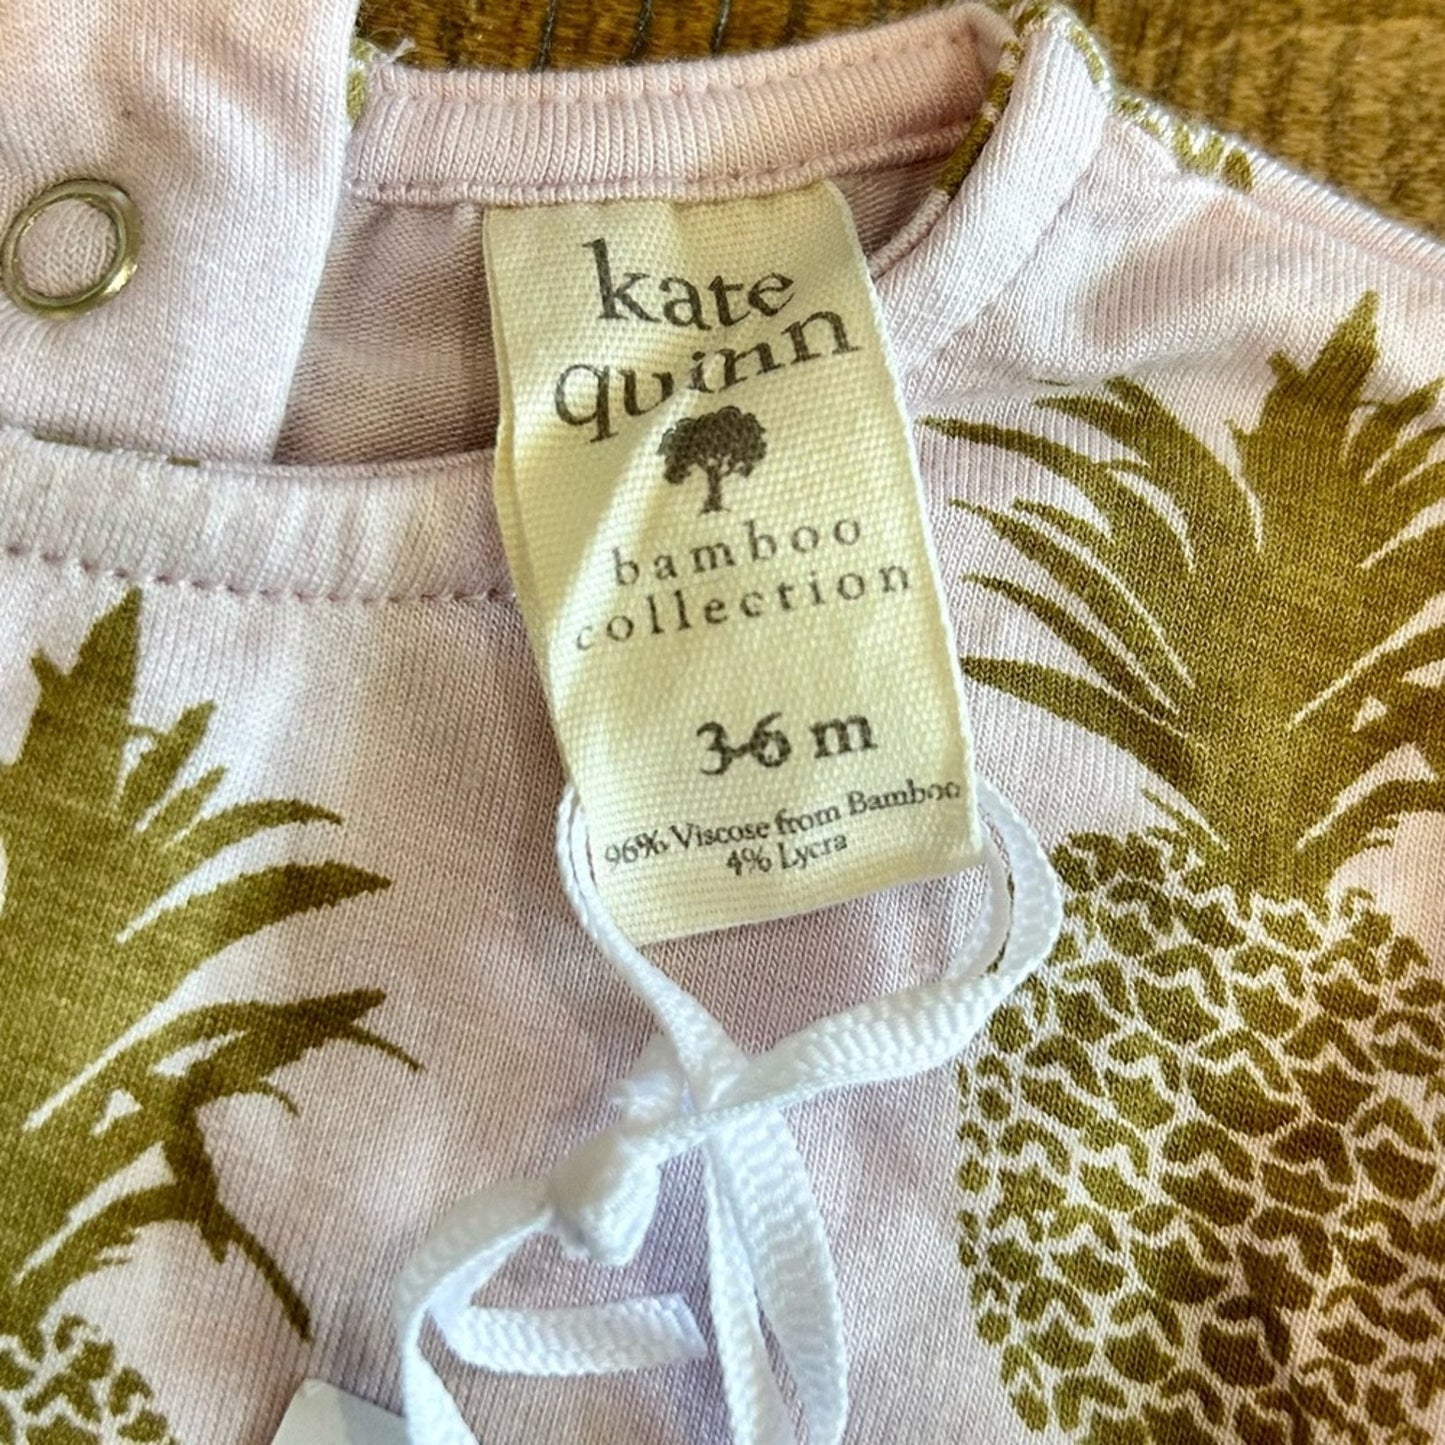 kate
quinn
bamboo
collection
3-6 m
96% Viscose from Bamboo
4% Lycra